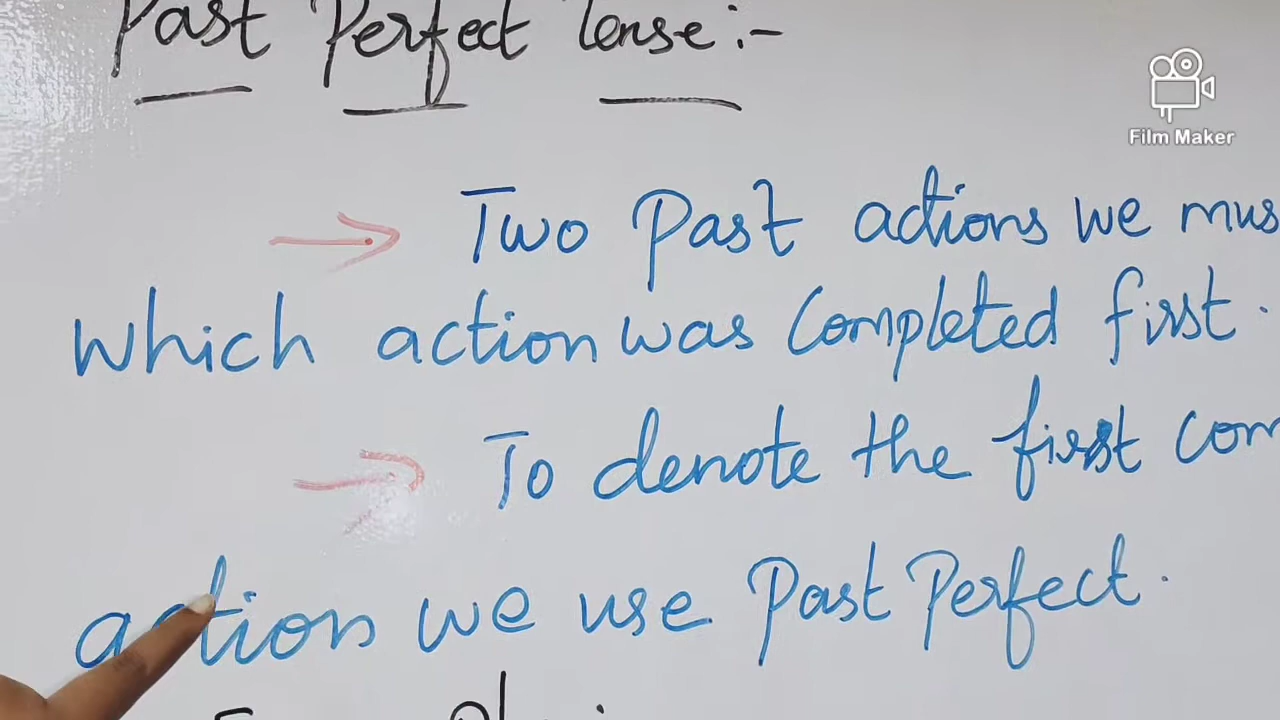 Past Perfect Tense :-
Film Maker
Two Past actions we mus
which action was completed first.
To denote the first com
action we use Past Perfect.